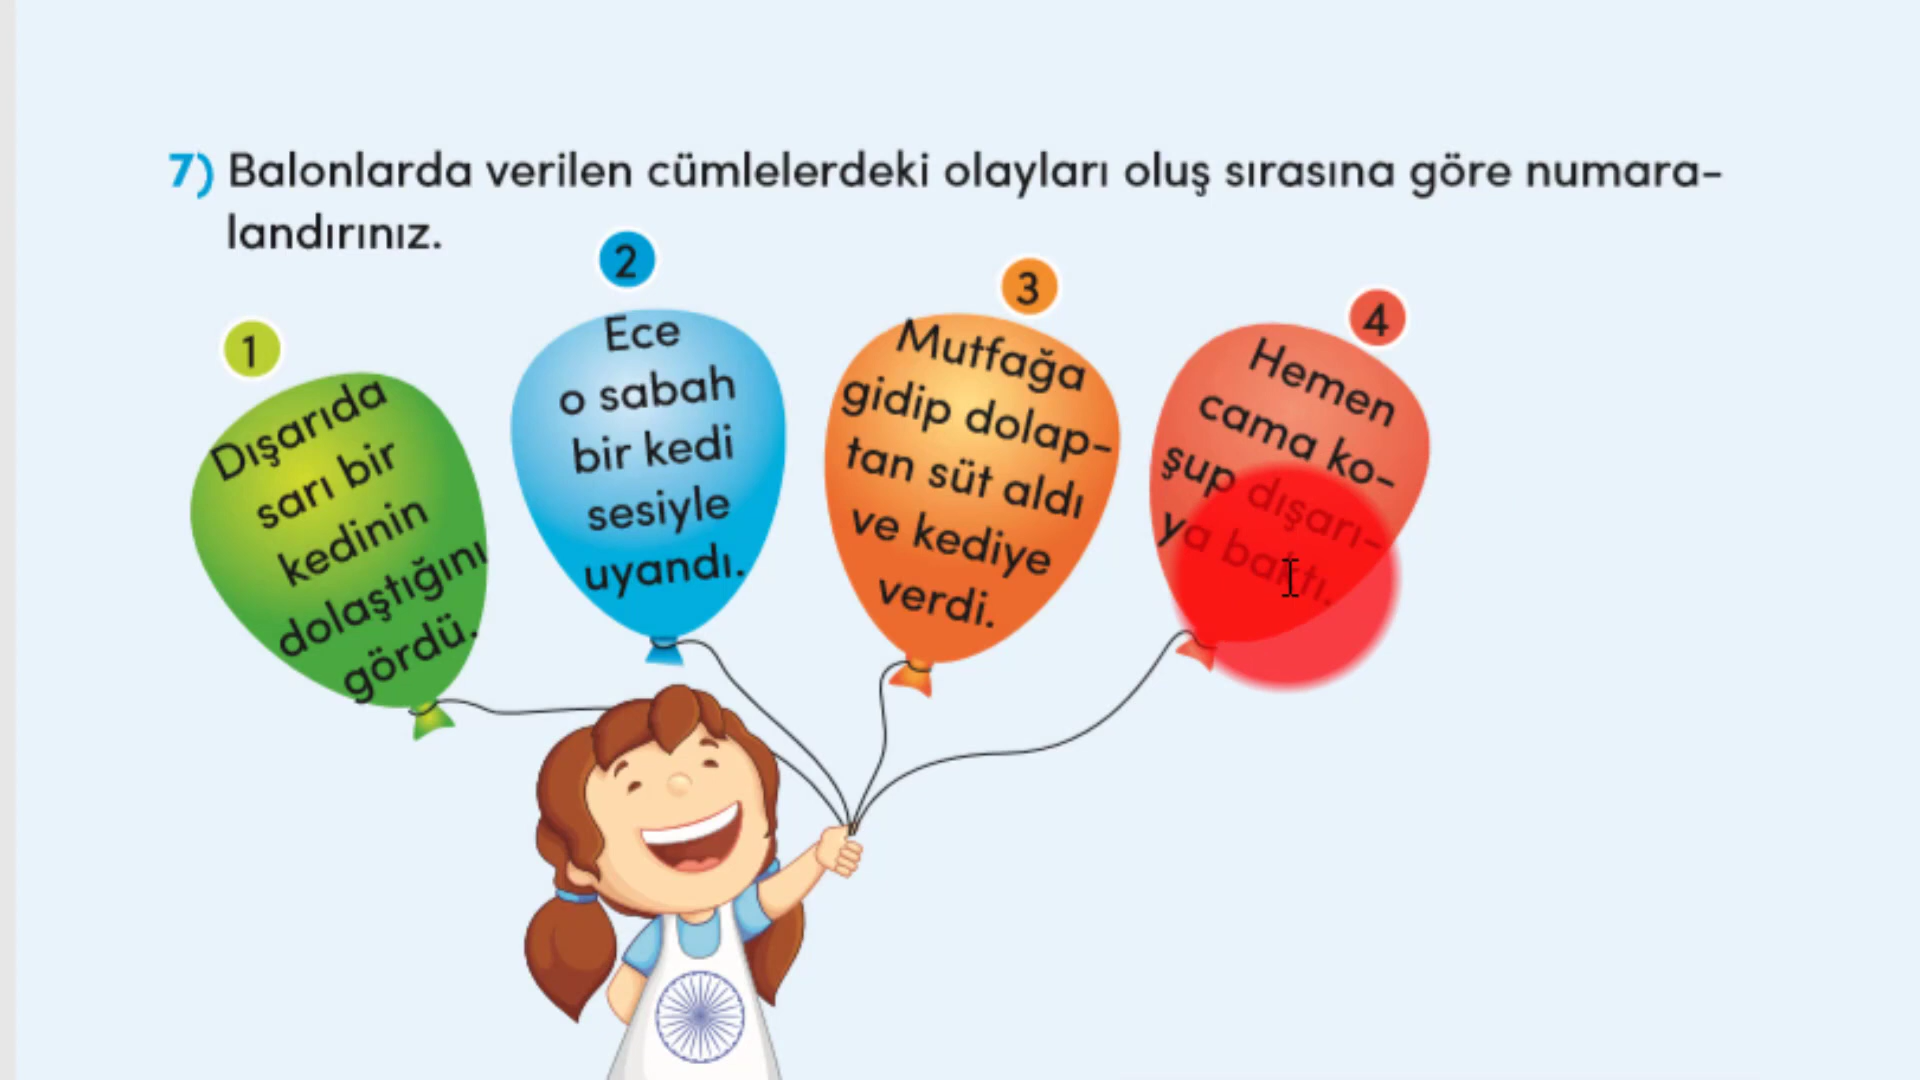 7) Balonlarda verilen cümlelerdeki olayları oluş sırasına göre numara-
landırınız.
1
Dışarıda
sarı bir
kedinin
dolaştığını
gördü.
2
Ece
o sabah
bir kedi
sesiyle
uyandı.
3
Mutfağa
gidip dolap-
tan süt aldı
ve kediye
verdi.
4
Hemen
cama ko-
şup dışarı-
ya baktı.